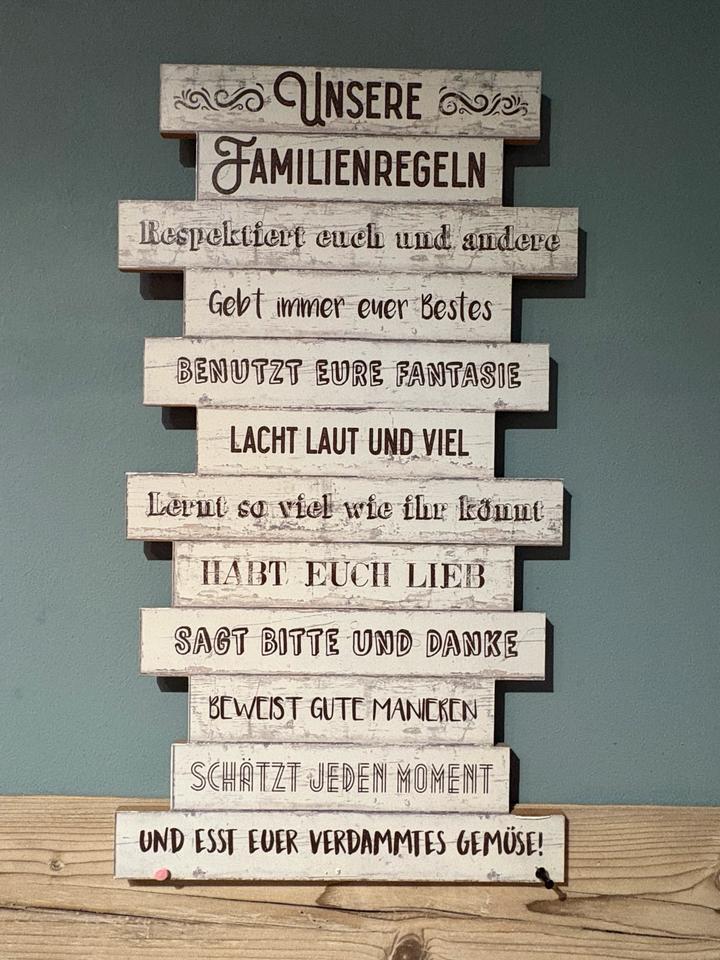 UNSERE
FAMILIENREGELN
Respektiert euch und andere
Gebt immer euer Bestes
BENUTZT EURE FANTASIE
LACHT LAUT UND VIEL
Lernt so viel wie ihr könnt
HABT EUCH LIEB
SAGT BITTE UND DANKE
BEWEIST GUTE MANIEREN
SCHÄTZT JEDEN MOMENT
UND ESST EUER VERDAMMTES GEMÜSE!